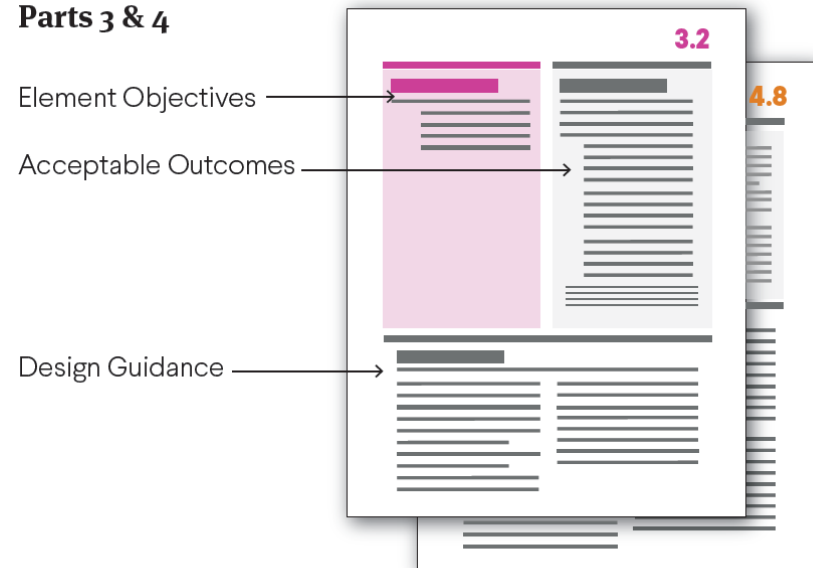 Parts 3 & 4
3.2
4.8
Element Objectives
Acceptable Outcomes
Design Guidance